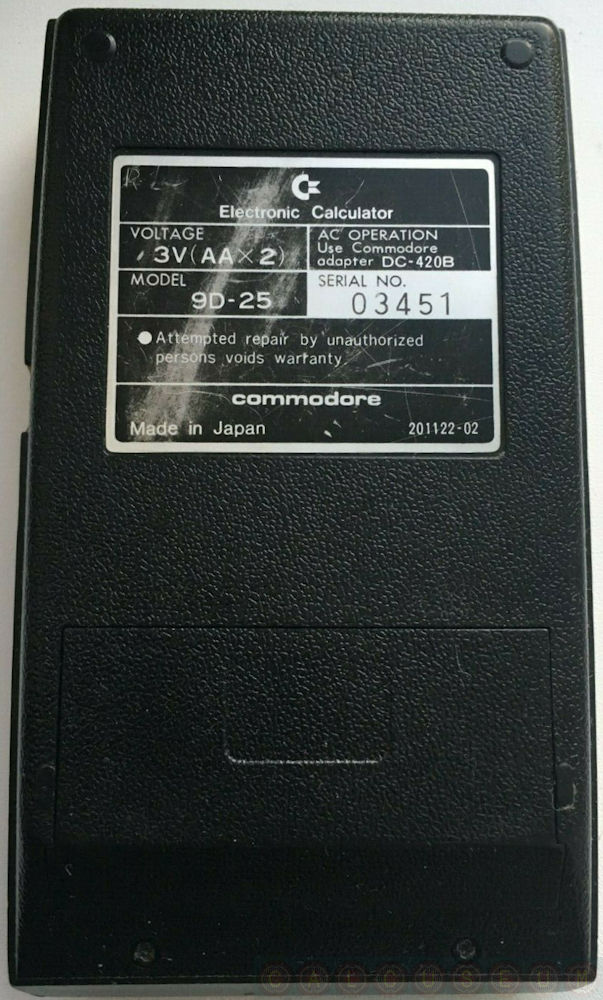 Electronic Calculator
VOLTAGE
3V(AA×2)
AC OPERATION
Use Commodore
adapter DC-420B
MODEL
9D-25
SERIAL NO.
03451
● Attempted repair by unauthorized
persons voids warranty
commodore
Made in Japan
201122-02